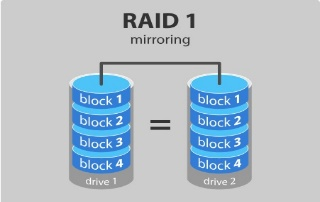 RAID 1
mirroring
block 1
block 1
block 2
block 2
=
block 3
block 3
block 4
block 4
drive 1
drive 2